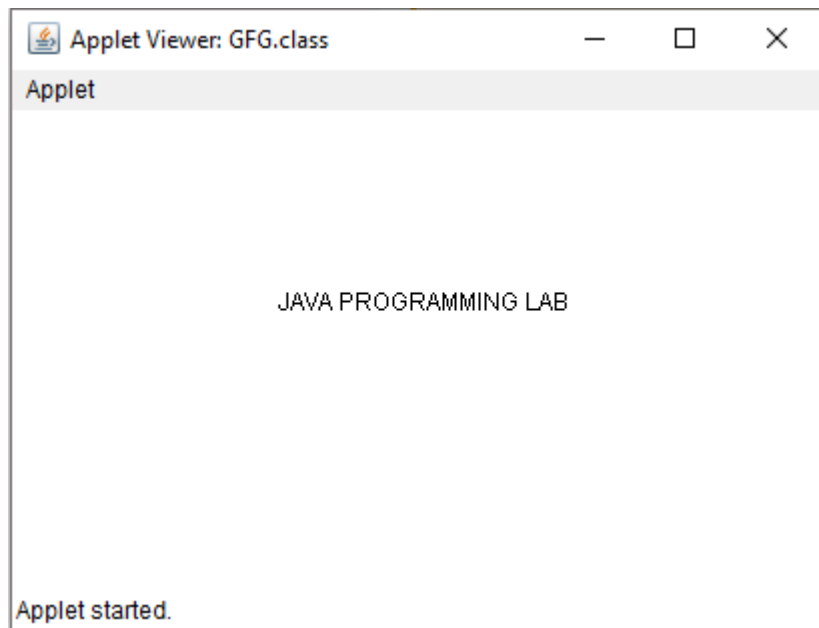 Applet Viewer: GFG.class
Applet
JAVA PROGRAMMING LAB
Applet started.